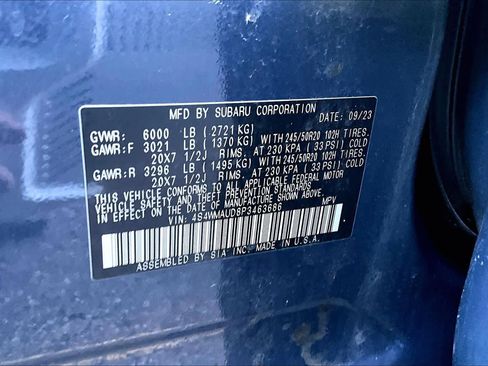 MFD BY SUBARU CORPORATION DATE: 09/23
GVWR: 6000 LB ( 2721 KG)
GAWR:F 3021 LB ( 1370 KG) WITH 245/50R20 102H TIRES.
20X7 1/2J RIMS. AT 230 KPA ( 33 PSI) COLD
GAWR:R 3296 LB ( 1495 KG) WITH 245/50R20 102H TIRES.
20X7 1/2J RIMS. AT 230 KPA ( 33 PSI) COLD
THIS VEHICLE CONFORMS TO ALL APPLICABLE FEDERAL MOTOR
VEHICLE SAFETY AND THEFT PREVENTION STANDARDS
IN EFFECT ON THE DATE OF MANUFACTURE SHOWN ABOVE.
VIN: 4S4WMAUD6P3463666 MPV
ASSEMBLED BY SIA INC. MADE IN U.S.A.